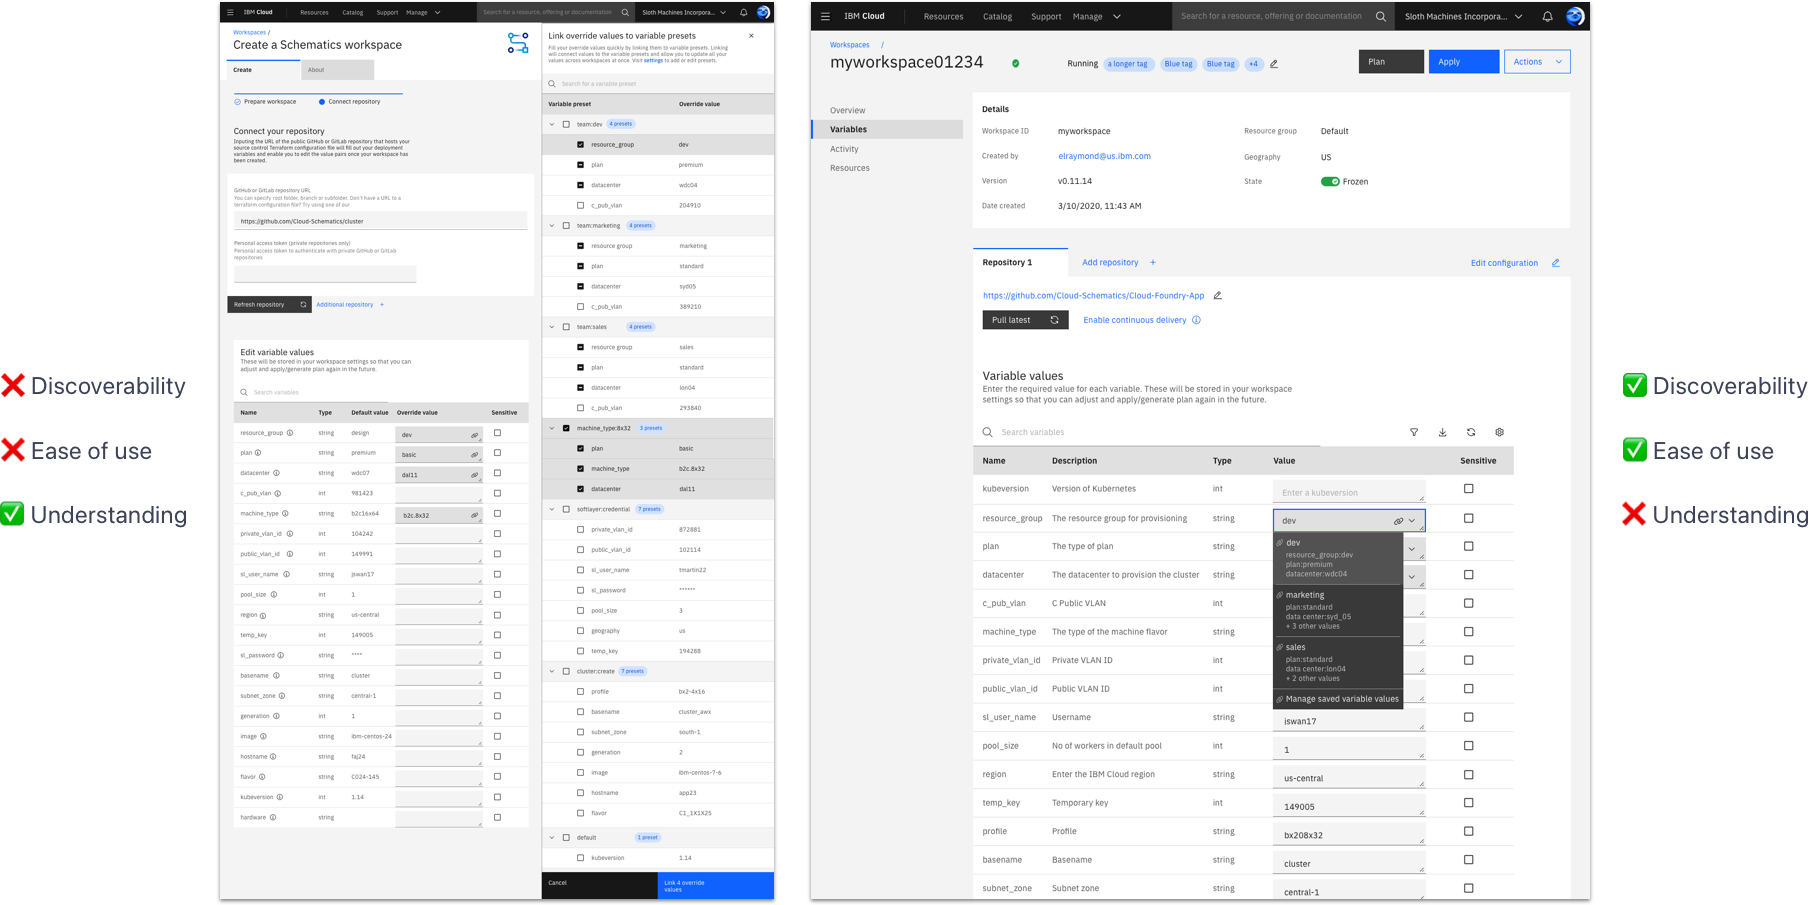 ❌ Discoverability
❌ Ease of use
✅ Understanding
IBM Cloud
Resources
Catalog
Support
Manage
Search for a resource, offering or documentation
Sloth Machines Incorpora...
Workspaces /
Create a Schematics workspace
Create
About
Prepare workspace
Connect repository
Connect your repository
Inputing the URL of the public GitHub or GitLab repository that hosts your
source control Terraform configuration file will fill out your deployment
variables and enable you to edit the value pairs once your workspace has
been created.
GitHub or GitLab repository URL
You can specify root folder, branch or subfolder. Don't have a URL to a
terraform configuration file? Try using one of our
https://github.com/Cloud-Schematics/cluster
Personal access token (private repositories only)
Personal access token to authenticate with private GitHub or GitLab
repositories
Refresh repository
Additional repository +
Edit variable values
These will be stored in your workspace settings so that you can
adjust and apply/generate plan again in the future.
Search variables
Name Type Default value Override value Sensitive
resource_group string design dev
plan string premium basic
datacenter string wdc07 dal11
c_pub_vlan int 981423
machine_type string b2c16x64 b2c.8x32
private_vlan_id int 104242
public_vlan_id int 149991
sl_user_name string jswan17
pool_size int 1
region string us-central
temp_key int 149005
sl_password string ****
basename string cluster
subnet_zone string central-1
generation int 1
image string ibm-centos-24
hostname string faj24
flavor string C024-145
kubeversion int 1.14
hardware string
Link override values to variable presets
Fill your override values quickly by linking them to variable presets. Linking
will connect values to the variable presets and allow you to update all your
values across workspaces at once. Visit settings to add or edit presets.
Search for a variable preset
Variable preset Override value
team:dev 4 presets
resource_group dev
plan premium
datacenter wdc04
c_pub_vlan 204910
team:marketing 4 presets
resource group marketing
plan standard
datacenter syd05
c_pub_vlan 389210
team:sales 4 presets
resource group sales
plan standard
datacenter lon04
c_pub_vlan 293840
machine_type:8x32 3 presets
plan basic
machine_type b2c.8x32
datacenter dal11
softlayer:credential 7 presets
private_vlan_id 872881
public_vlan_id 102114
sl_user_name tmartin22
sl_password ******
pool_size 3
geography us
temp_key 194288
cluster:create 7 presets
profile bx2-4x16
basename cluster_awx
subnet_zone south-1
generation 2
image ibm-centos-7-6
hostname app23
flavor C1_1X1X25
default 1 preset
kubeversion 1.14
Cancel
Link 4 override
values
IBM Cloud
Resources
Catalog
Support
Manage
Search for a resource, offering or documentation
Sloth Machines Incorpora...
Workspaces /
myworkspace01234
Running
a longer tag
Blue tag
Blue tag
+4
Plan
Apply
Actions
Overview
Variables
Activity
Resources
Details
Workspace ID myworkspace Resource group Default
Created by elraymond@us.ibm.com Geography US
Version v0.11.14 State Frozen
Date created 3/10/2020, 11:43 AM
Repository 1
Add repository +
Edit configuration
https://github.com/Cloud-Schematics/Cloud-Foundry-App
Pull latest
Enable continuous delivery
Variable values
Enter the required value for each variable. These will be stored in your workspace
settings so that you can adjust and apply/generate plan again in the future.
Search variables
Name Description Type Value Sensitive
kubeversion Version of Kubernetes int Enter a kubeversion
resource_group The resource group for provisioning string dev
plan The type of plan string
datacenter The datacenter to provision the cluster string
c_pub_vlan C Public VLAN int
machine_type The type of the machine flavor string
private_vlan_id Private VLAN ID int
public_vlan_id Public VLAN ID int
dev
resource_group:dev
plan:premium
datacenter:wdc04
marketing
plan:standard
data center:syd_05
+ 3 other values
sales
plan:standard
data center:lon04
+ 2 other values
Manage saved variable values
sl_user_name Username string jswan17
pool_size No of workers in default pool int 1
region Enter the IBM Cloud region string us-central
temp_key Temporary key int 149005
profile Profile string bx208x32
basename Basename string cluster
subnet_zone Subnet zone string central-1
✅ Discoverability
✅ Ease of use
❌ Understanding